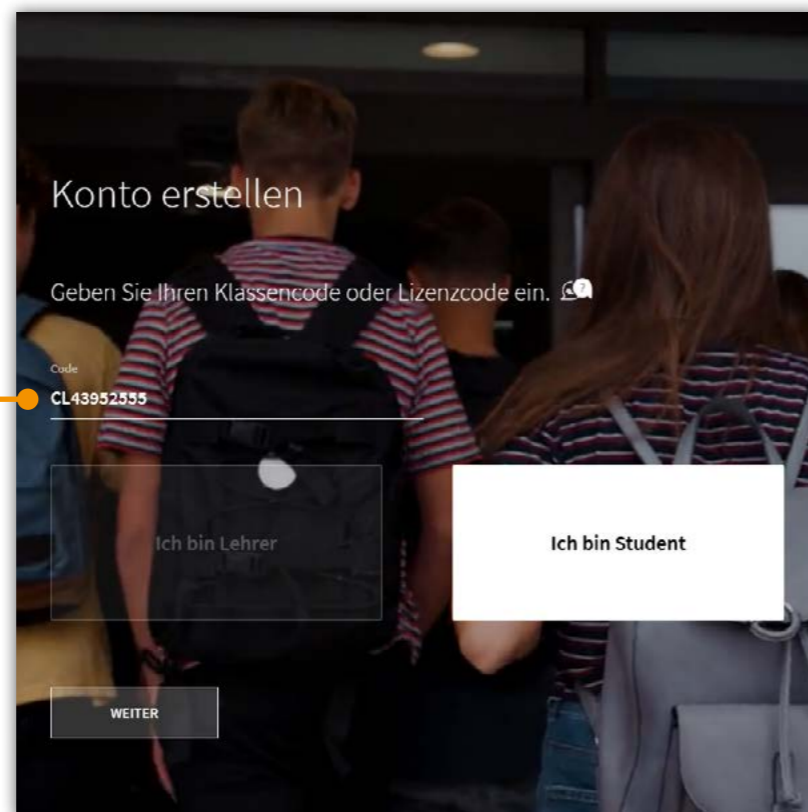 Konto erstellen
Geben Sie Ihren Klassencode oder Lizenzcode ein. ?
Code
CL43952555
Ich bin Lehrer
Ich bin Student
WEITER